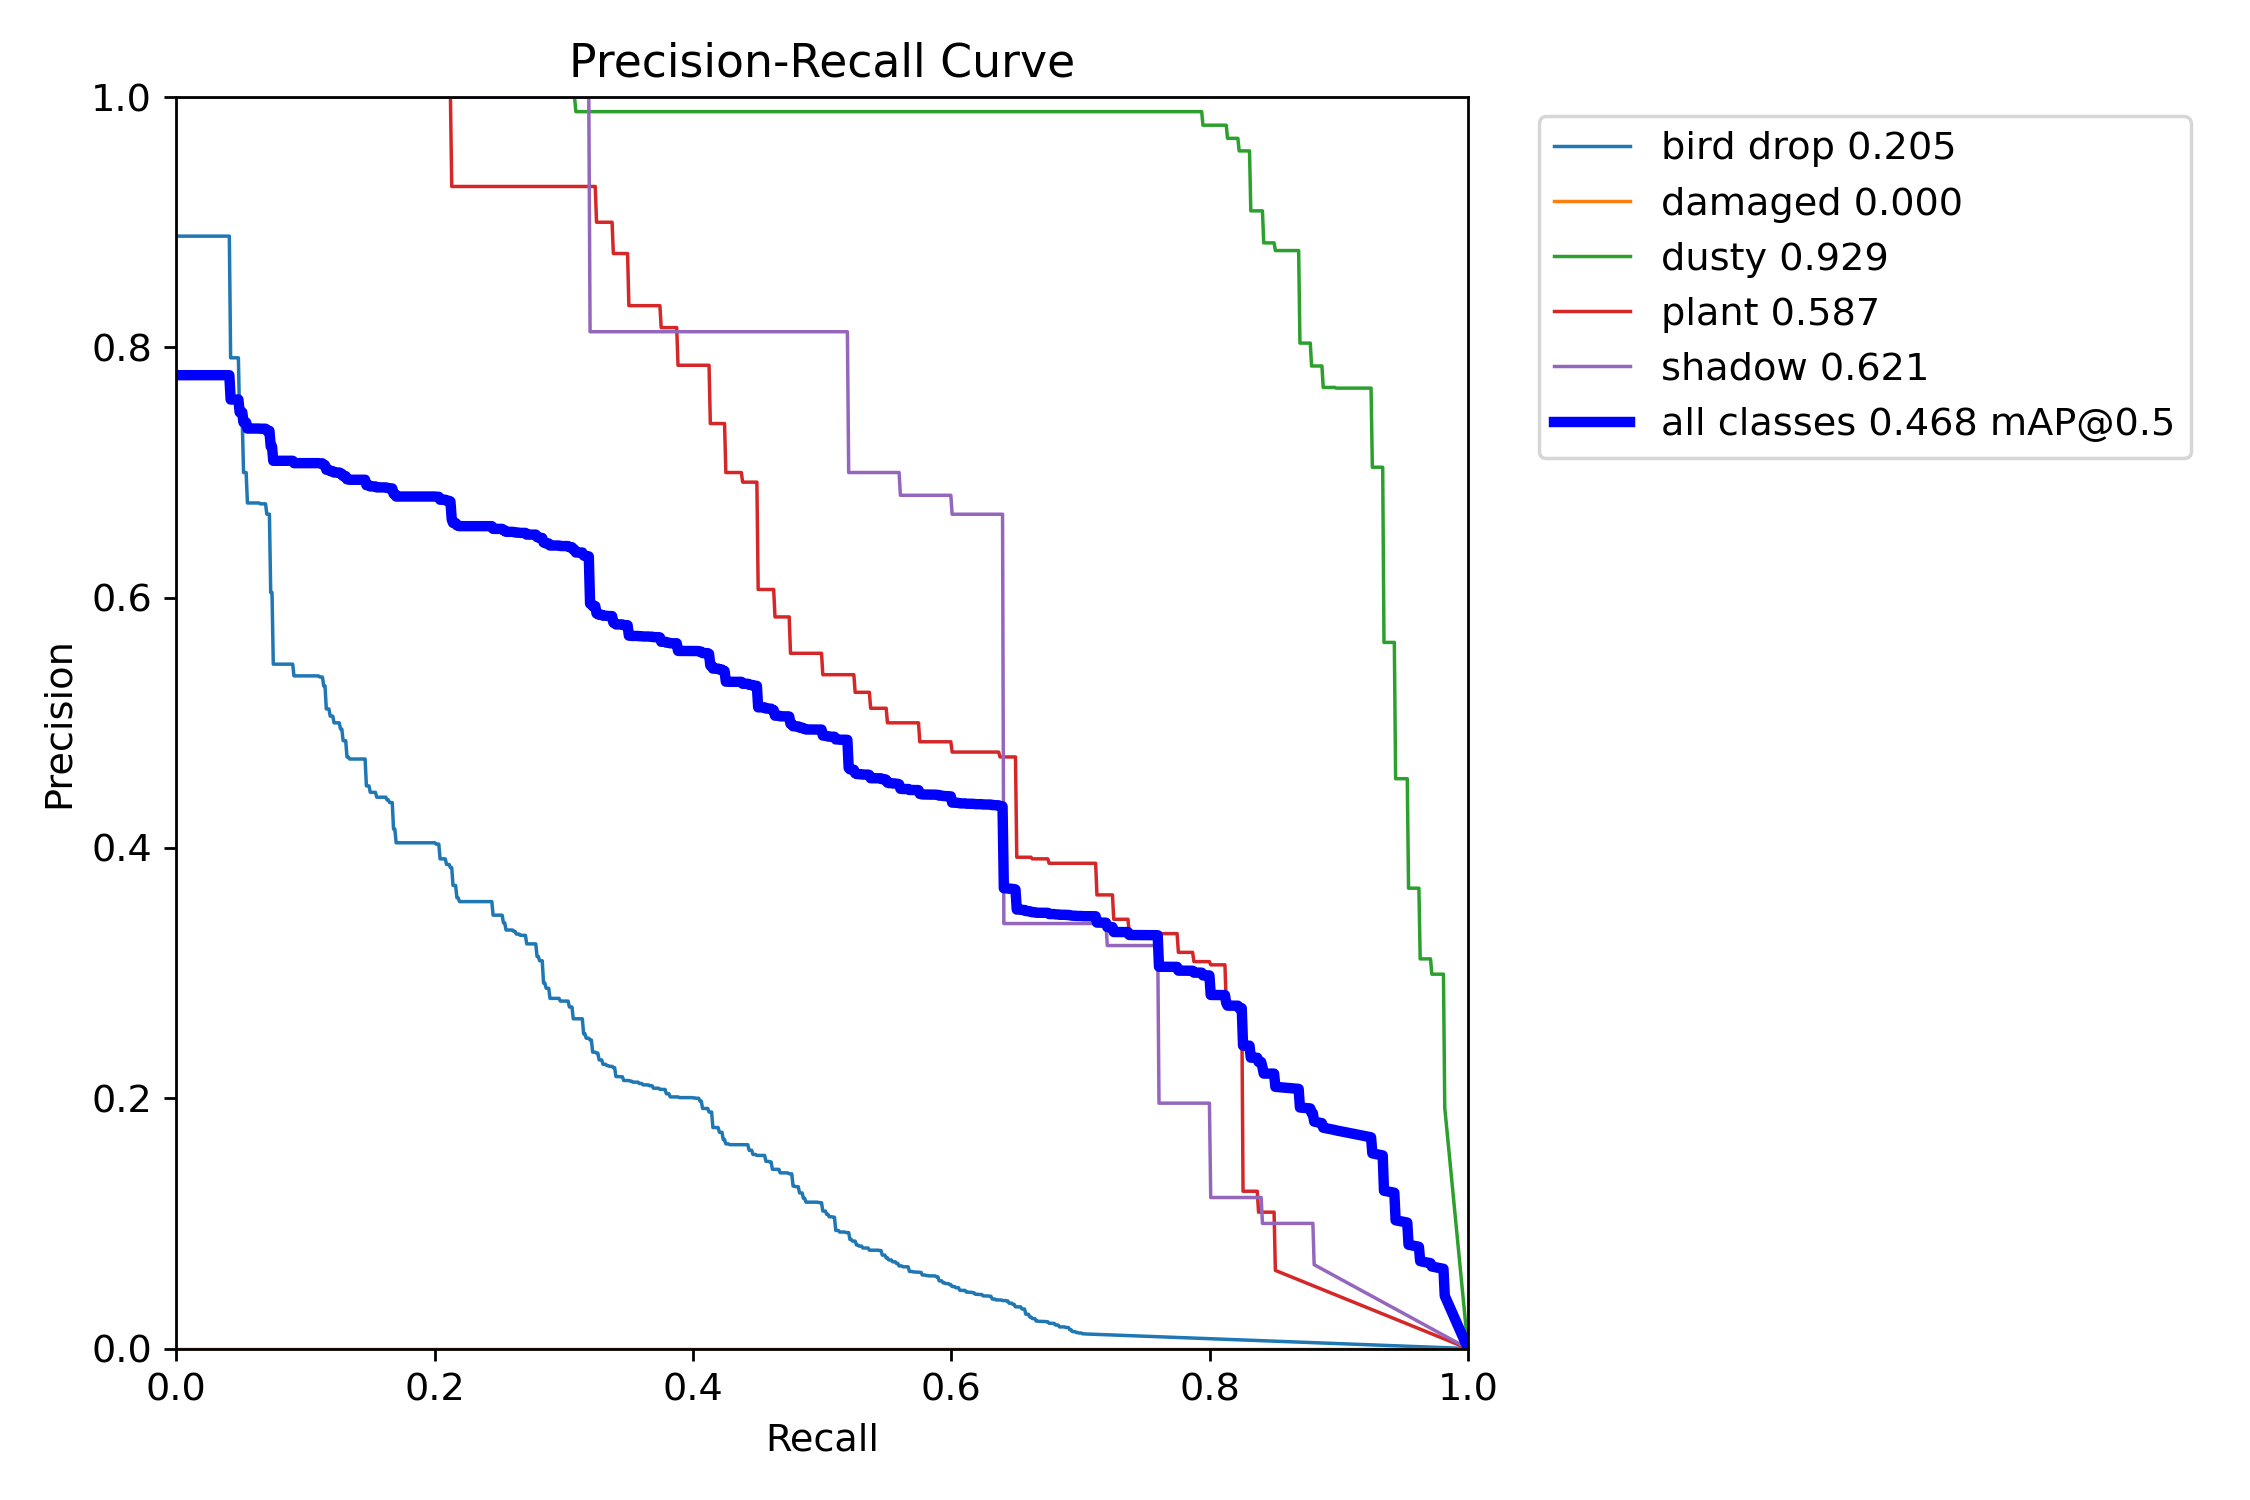 Precision-Recall Curve
1.0
0.8
0.6
0.4
0.2
0.0
Precision
0.0 0.2 0.4 0.6 0.8 1.0
Recall
bird drop 0.205
damaged 0.000
dusty 0.929
plant 0.587
shadow 0.621
all classes 0.468 mAP@0.5